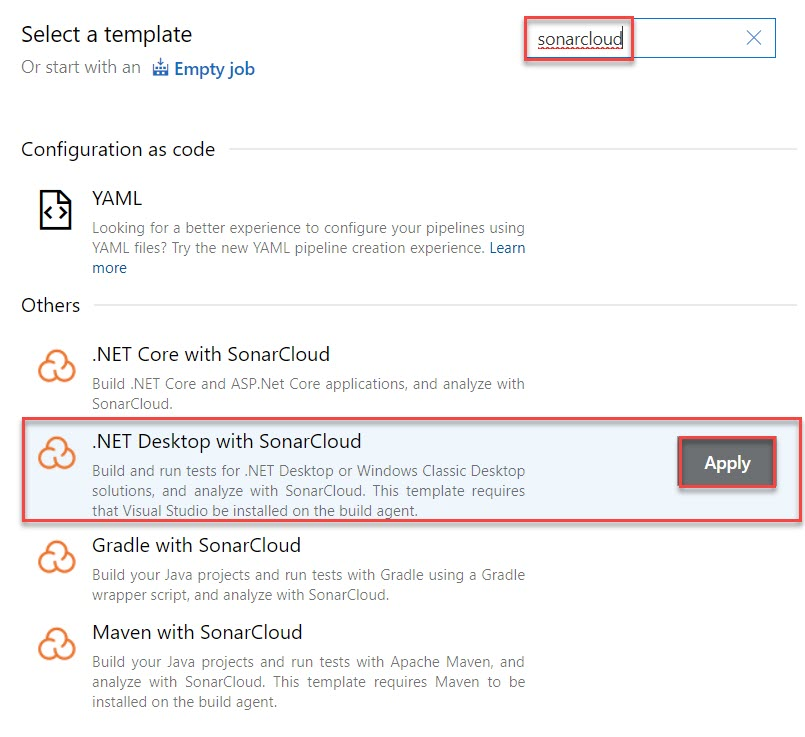 Select a template
sonarcloud
Or start with an Empty job
Configuration as code
YAML
Looking for a better experience to configure your pipelines using
YAML files? Try the new YAML pipeline creation experience. Learn
more
Others
.NET Core with SonarCloud
Build .NET Core and ASP.Net Core applications, and analyze with
SonarCloud.
.NET Desktop with SonarCloud
Build and run tests for .NET Desktop or Windows Classic Desktop
solutions, and analyze with SonarCloud. This template requires
that Visual Studio be installed on the build agent.
Apply
Gradle with SonarCloud
Build your Java projects and run tests with Gradle using a Gradle
wrapper script, and analyze with SonarCloud.
Maven with SonarCloud
Build your Java projects and run tests with Apache Maven, and
analyze with SonarCloud. This template requires Maven to be
installed on the build agent.